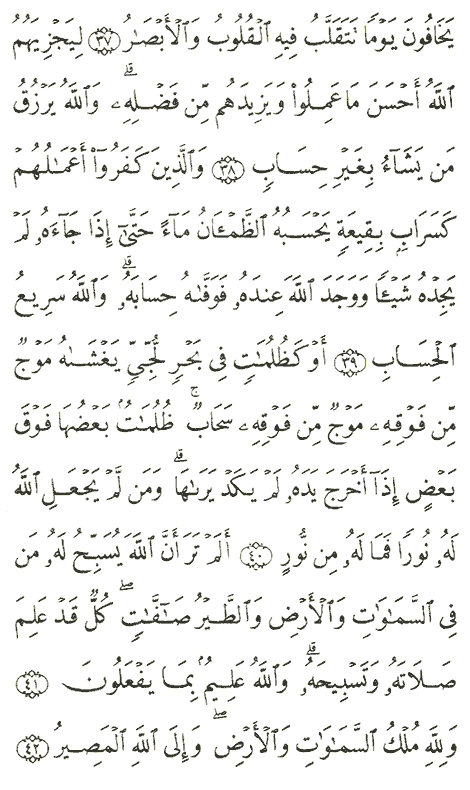 يَخَافُونَ يَوْمًا تَتَقَلَّبُ فِيهِ ٱلْقُلُوبُ وَٱلْأَبْصَـٰرُ ﴿٣٧﴾ لِيَجْزِيَهُمُ
ٱللَّهُ أَحْسَنَ مَا عَمِلُوا۟ وَيَزِيدَهُم مِّن فَضْلِهِۦ ۗ وَٱللَّهُ يَرْزُقُ
مَن يَشَآءُ بِغَيْرِ حِسَابٍ ﴿٣٨﴾ وَٱلَّذِينَ كَفَرُوٓا۟ أَعْمَـٰلُهُمْ
كَسَرَابٍۭ بِقِيعَةٍ يَحْسَبُهُ ٱلظَّمْـَٔانُ مَآءً حَتَّىٰٓ إِذَا جَآءَهُۥ لَمْ
يَجِدْهُ شَيْـًٔا وَوَجَدَ ٱللَّهَ عِندَهُۥ فَوَفَّىٰهُ حِسَابَهُۥ ۗ وَٱللَّهُ سَرِيعُ
ٱلْحِسَابِ ﴿٣٩﴾ أَوْ كَظُلُمَـٰتٍ فِى بَحْرٍ لُّجِّىٍّ يَغْشَىٰهُ مَوْجٌ
مِّن فَوْقِهِۦ مَوْجٌ مِّن فَوْقِهِۦ سَحَابٌ ۚ ظُلُمَـٰتٌۢ بَعْضُهَا فَوْقَ
بَعْضٍ إِذَآ أَخْرَجَ يَدَهُۥ لَمْ يَكَدْ يَرَىٰهَا ۗ وَمَن لَّمْ يَجْعَلِ ٱللَّهُ
لَهُۥ نُورًا فَمَا لَهُۥ مِن نُّورٍ ﴿٤٠﴾ أَلَمْ تَرَ أَنَّ ٱللَّهَ يُسَبِّحُ لَهُۥ مَن
فِى ٱلسَّمَـٰوَٰتِ وَٱلْأَرْضِ وَٱلطَّيْرُ صَـٰٓفَّـٰتٍ ۖ كُلٌّ قَدْ عَلِمَ
صَلَاتَهُۥ وَتَسْبِيحَهُۥ ۗ وَٱللَّهُ عَلِيمٌۢ بِمَا يَفْعَلُونَ ﴿٤١﴾
وَلِلَّهِ مُلْكُ ٱلسَّمَـٰوَٰتِ وَٱلْأَرْضِ ۖ وَإِلَى ٱللَّهِ ٱلْمَصِيرُ ﴿٤٢﴾